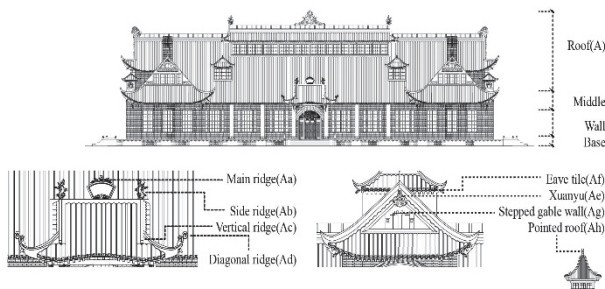 Roof(A)
Middle
Wall
Base
Main ridge(Aa)
Side ridge(Ab)
Vertical ridge(Ac)
Diagonal ridge(Ad)
Eave tile(Af)
Xuanyu(Ae)
Stepped gable wall(Ag)
Pointed roof(Ah)